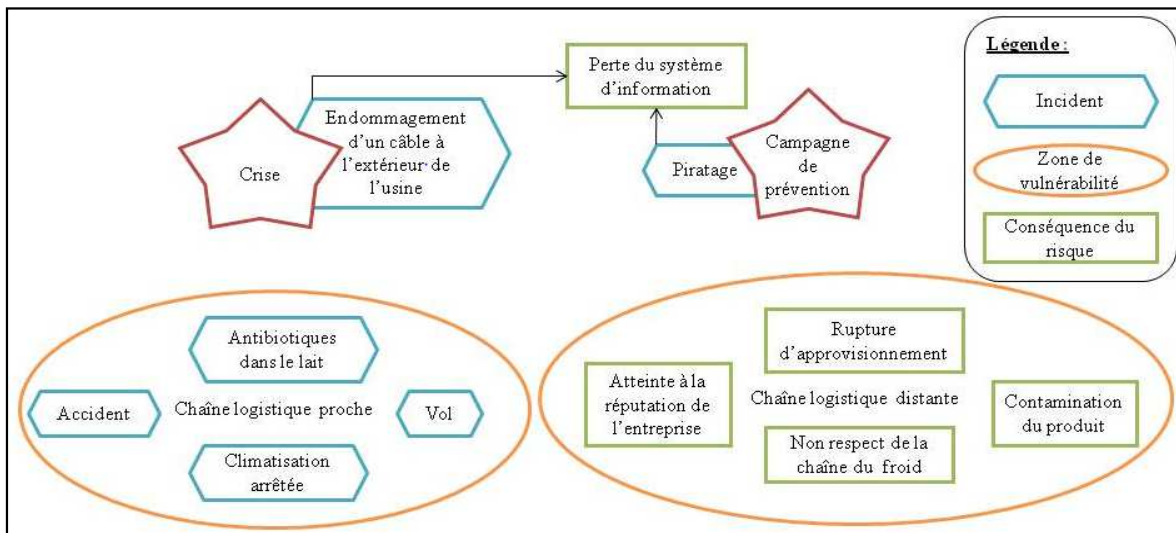 Perte du système
d'information
Endommagement
d'un câble à
l'extérieur de
l'usine
Crise
Piratage
Campagne
de
prévention
Légende :
Incident
Zone de
vulnérabilité
Conséquence du
risque
Antibiotiques
dans le lait
Accident
Chaîne logistique proche
Vol
Climatisation
arrêtée
Rupture
d'approvisionnement
Atteinte à la
réputation de
l'entreprise
Chaîne logistique distante
Contamination
du produit
Non respect de la
chaîne du froid